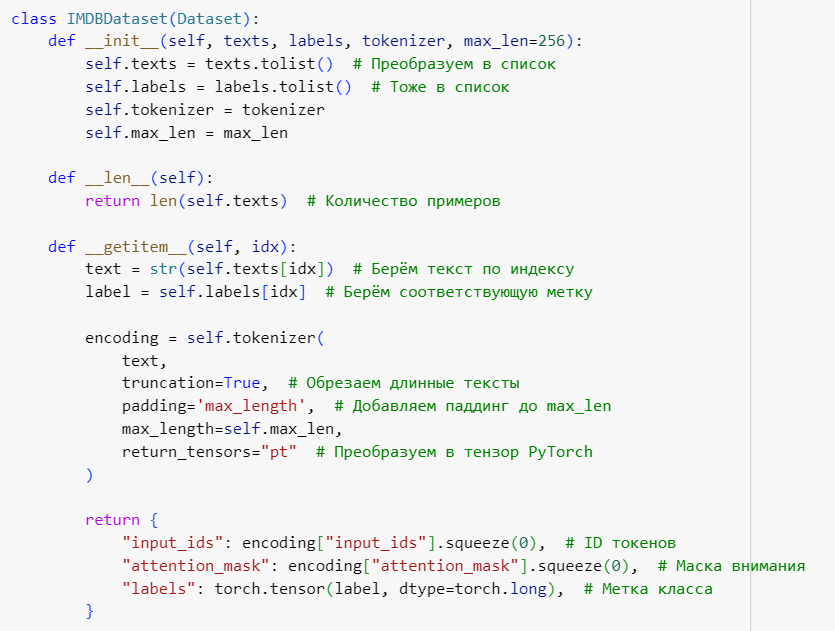 class IMDBDataset(Dataset):
    def __init__(self, texts, labels, tokenizer, max_len=256):
        self.texts = texts.tolist()  # Преобразуем в список
        self.labels = labels.tolist()  # Тоже в список
        self.tokenizer = tokenizer
        self.max_len = max_len

    def __len__(self):
        return len(self.texts)  # Количество примеров

    def __getitem__(self, idx):
        text = str(self.texts[idx])  # Берём текст по индексу
        label = self.labels[idx]  # Берём соответствующую метку

        encoding = self.tokenizer(
            text,
            truncation=True,  # Обрезаем длинные тексты
            padding='max_length',  # Добавляем паддинг до max_len
            max_length=self.max_len,
            return_tensors="pt"  # Преобразуем в тензор PyTorch
        )

        return {
            "input_ids": encoding["input_ids"].squeeze(0),  # ID токенов
            "attention_mask": encoding["attention_mask"].squeeze(0),  # Маска внимания
            "labels": torch.tensor(label, dtype=torch.long),  # Метка класса
        }